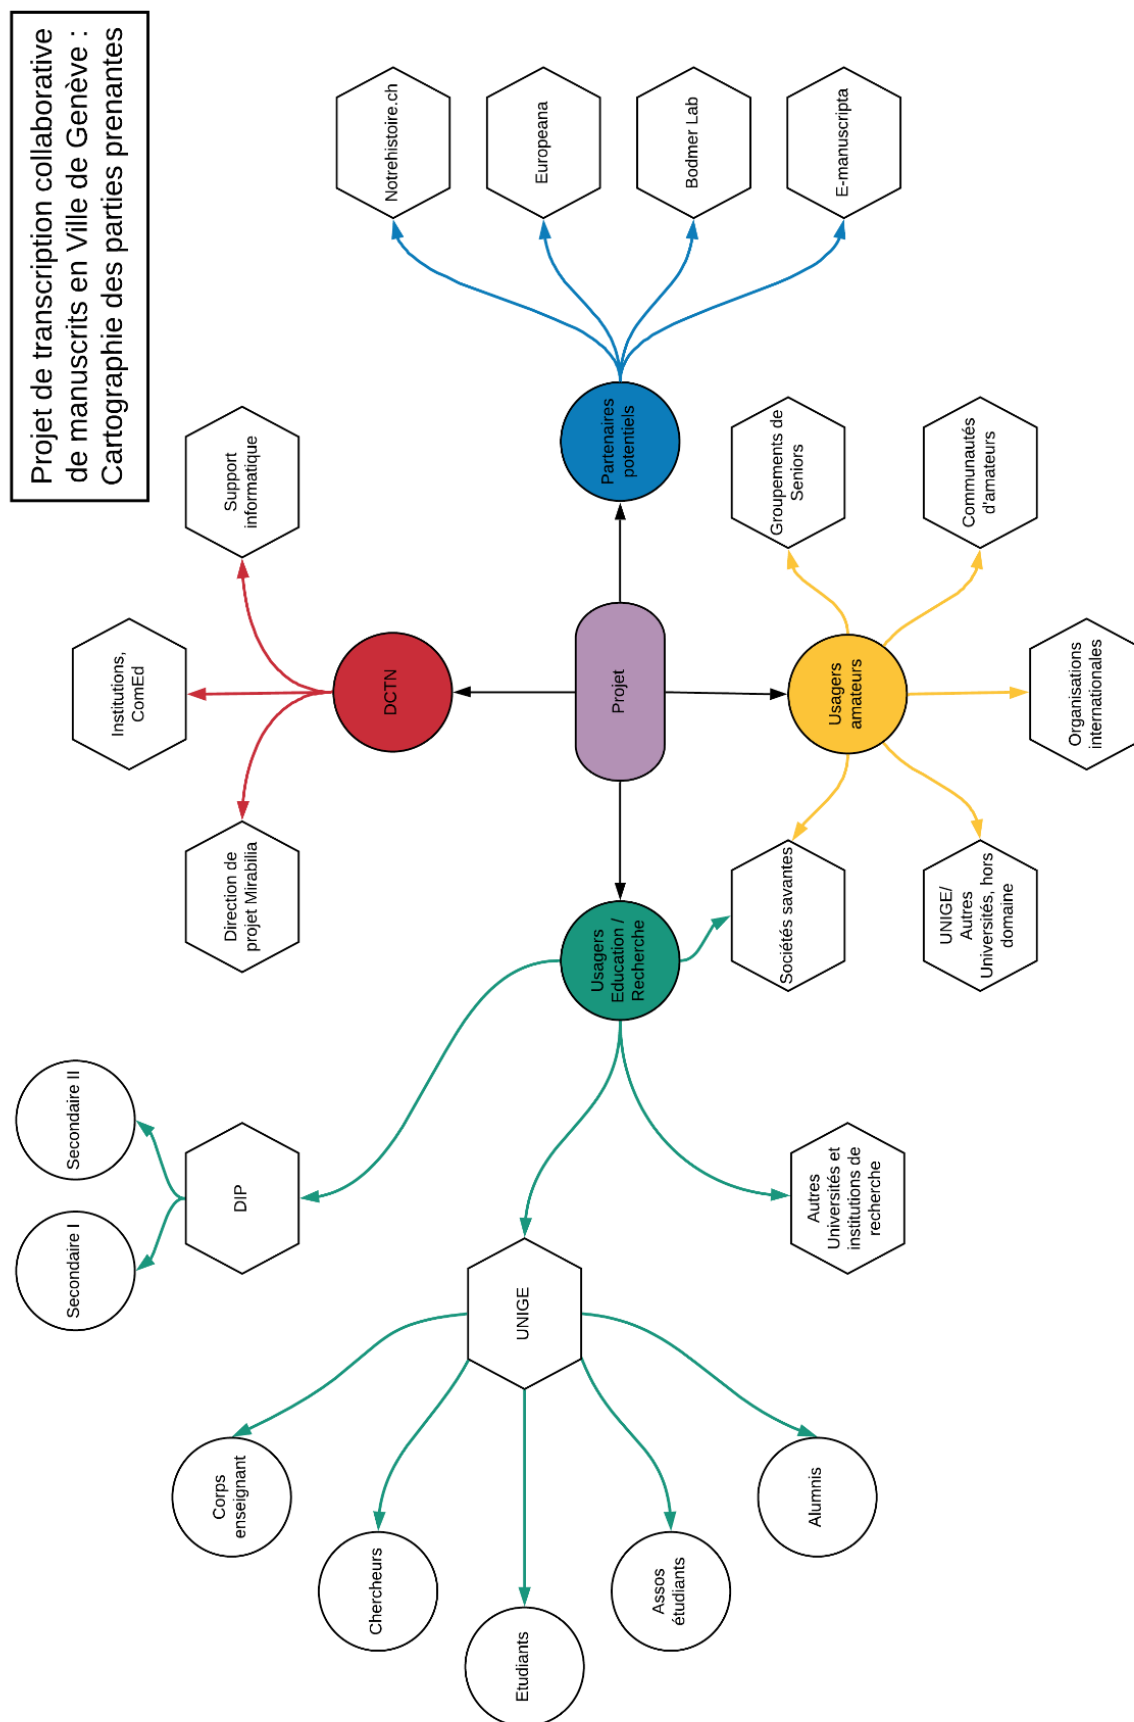 Projet de transcription collaborative
de manuscrits en Ville de Genève :
Cartographie des parties prenantes
Secondaire I
Secondaire II
DIP
Corps
enseignant
Chercheurs
Etudiants
Assos
étudiants
Alumnis
UNIGE
Autres
Universités et
institutions de
recherche
Usagers
Education /
Recherche
Direction de
projet Mirabilia
Institutions,
ComEd
Support
informatique
DCTN
Projet
Usagers
amateurs
Sociétés savantes
UNIGE/
Autres
Universités, hors
domaine
Organisations
internationales
Communautés
d'amateurs
Groupements de
Seniors
Partenaires
potentiels
Notrehistoire.ch
Europeana
Bodmer Lab
E-manuscripta